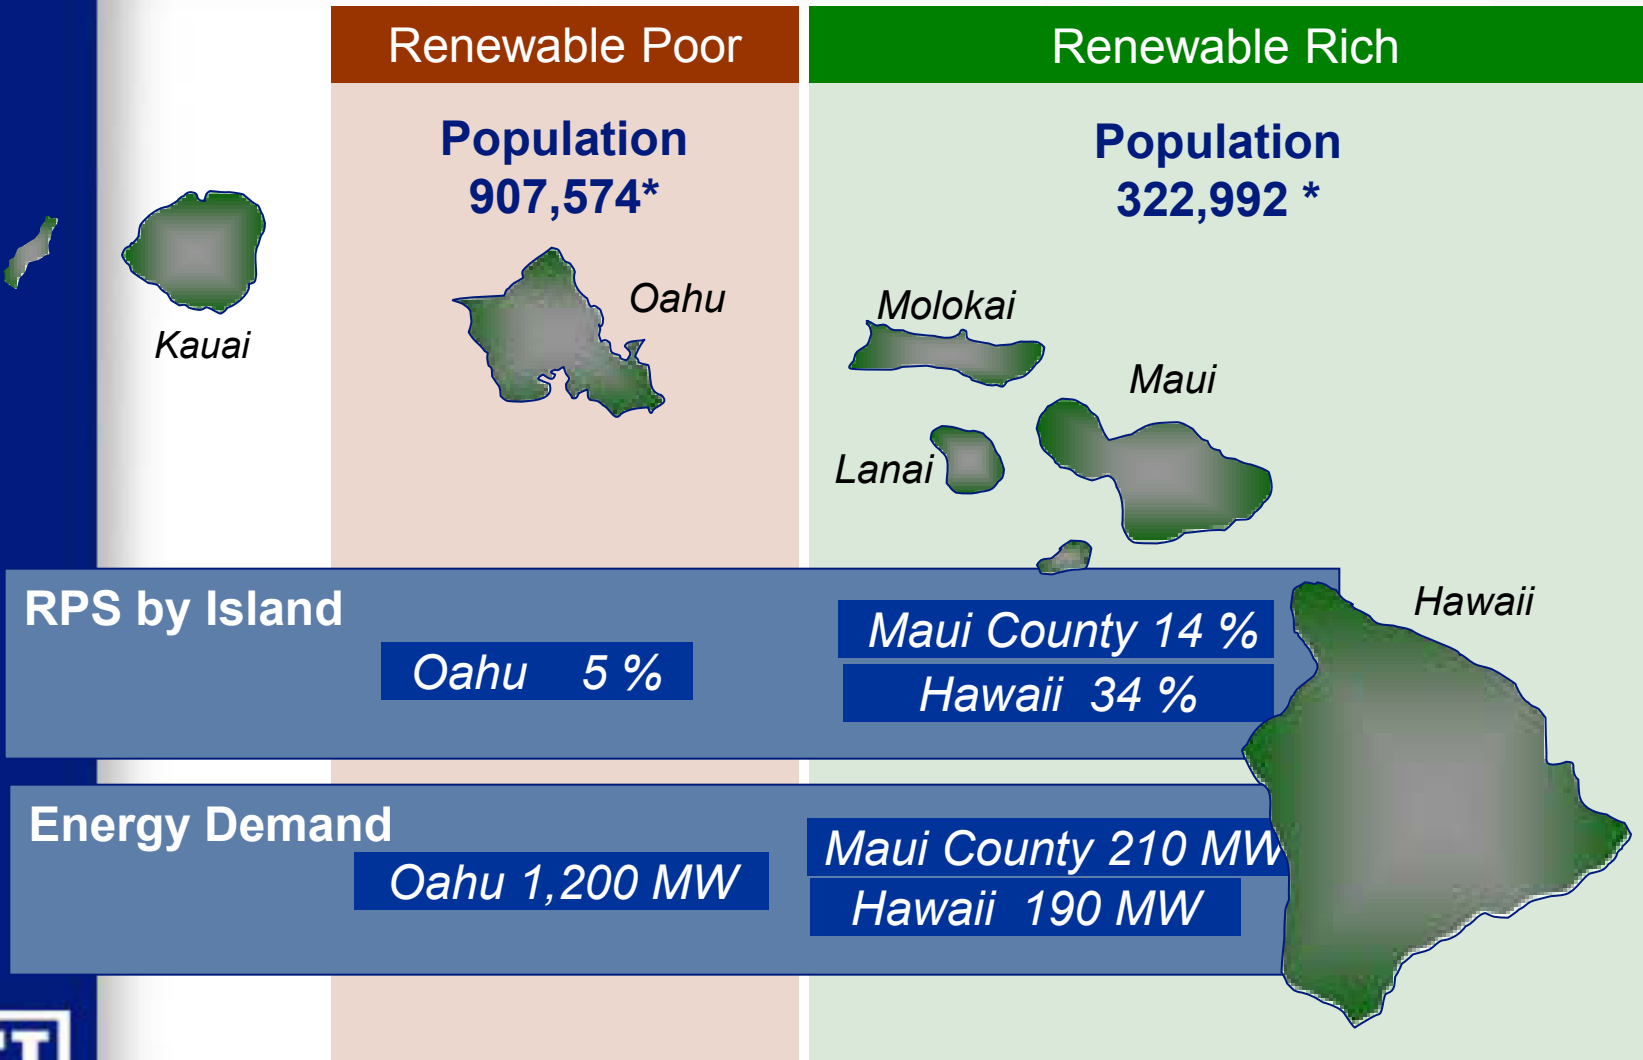 Renewable Poor
Renewable Rich
Population
907,574*
Population
322,992 *
Kauai
Oahu
Molokai
Maui
Lanai
Hawaii
RPS by Island
Oahu 5 %
Maui County 14 %
Hawaii 34 %
Energy Demand
Oahu 1,200 MW
Maui County 210 MW
Hawaii 190 MW